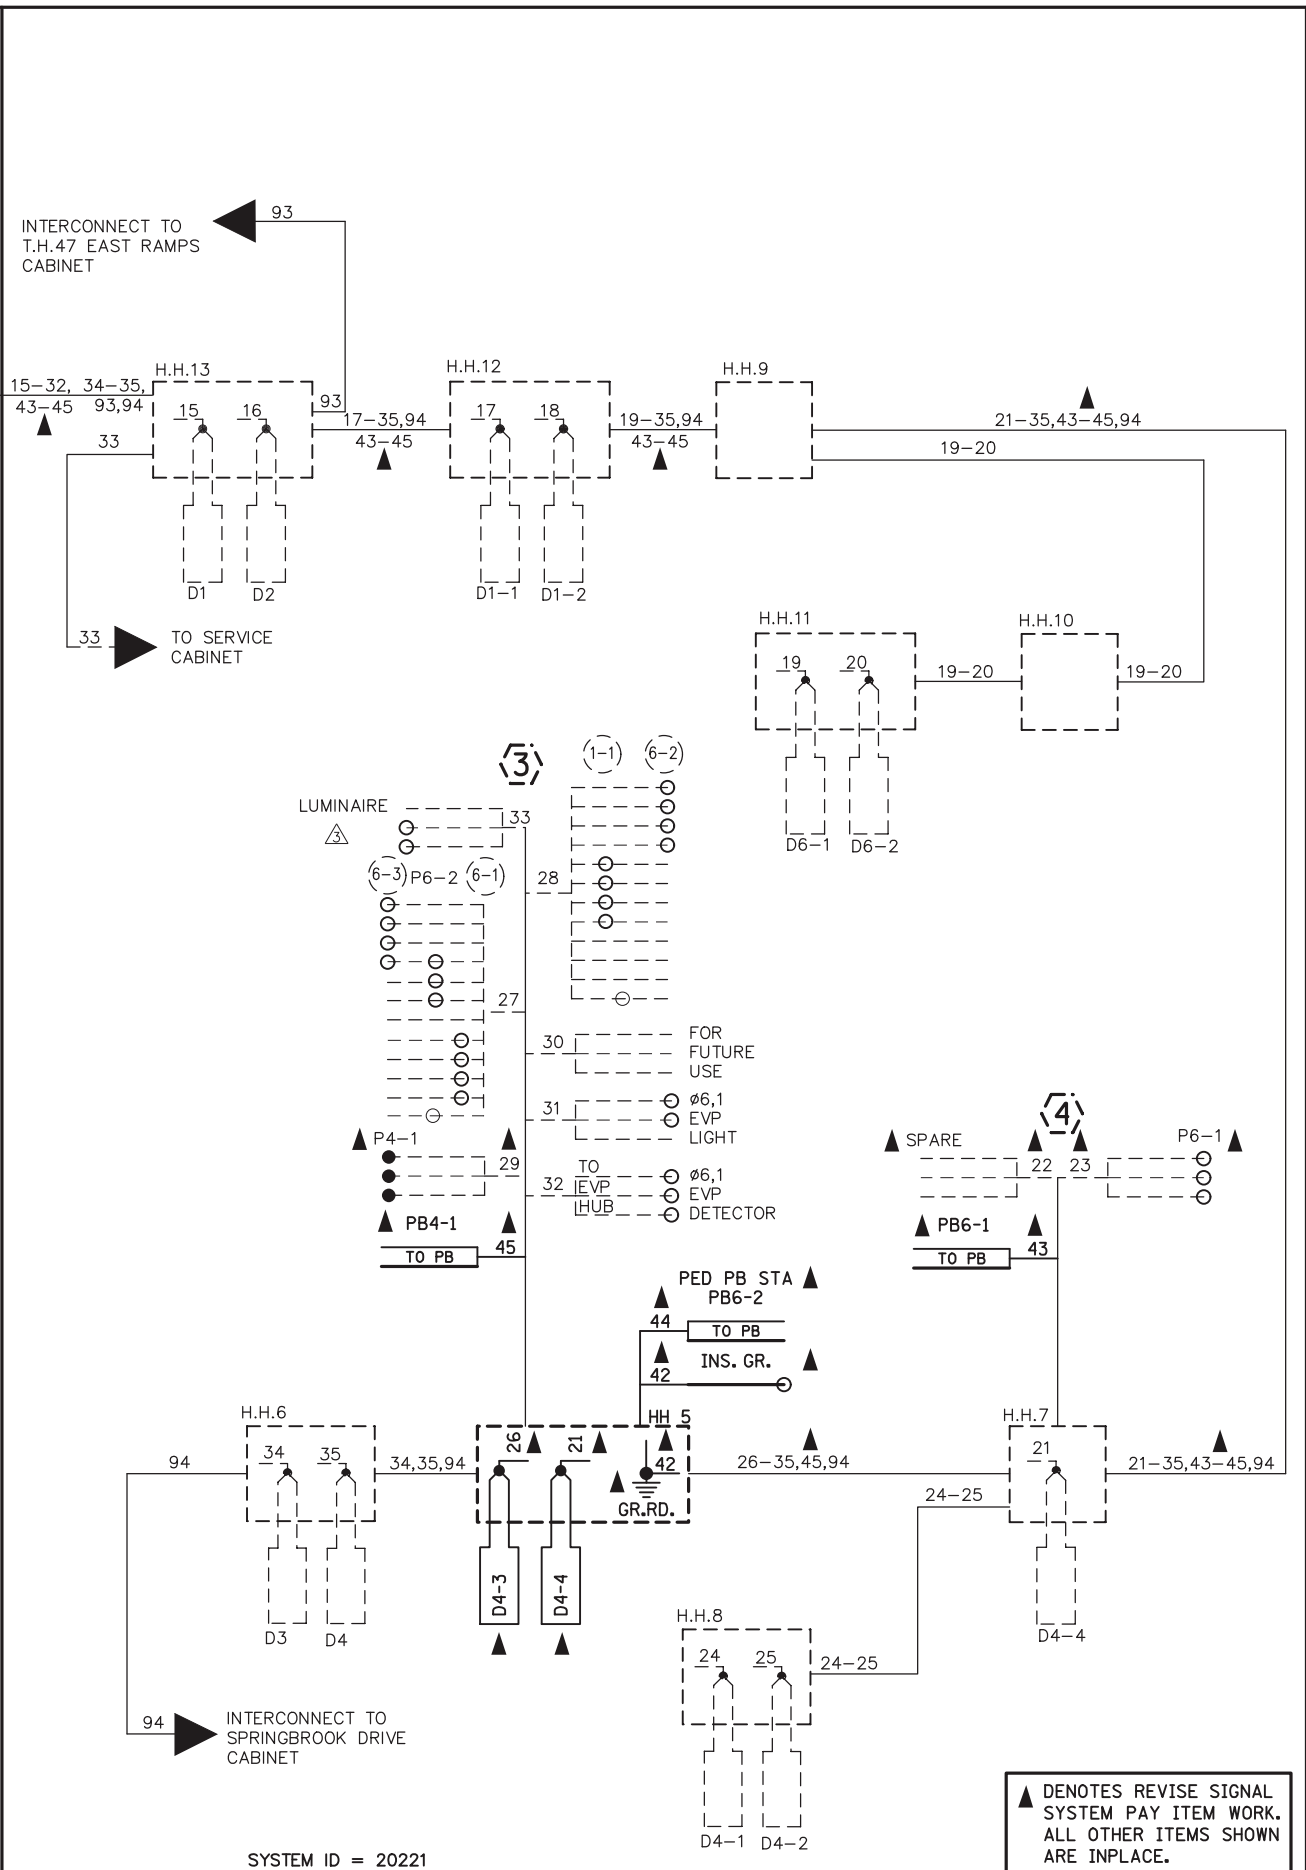 INTERCONNECT TO
T.H.47 EAST RAMPS
CABINET
93
15-32, 34-35,
43-45 93,94
33
H.H.13
15 16
93
D1 D2
33
TO SERVICE
CABINET
17-35,94
43-45
H.H.12
17 18
D1-1 D1-2
19-35,94
43-45
H.H.9
21-35,43-45,94
19-20
H.H.11
19 20
D6-1 D6-2
19-20
H.H.10
19-20
3
1-1 6-2
LUMINAIRE
3
33
6-3 P6-2 6-1
28
27
30
FOR
FUTURE
USE
31
ø6,1
EVP
LIGHT
P4-1
29
32
TO
EVP
HUB
ø6,1
EVP
DETECTOR
PB4-1
TO PB
45
4
SPARE
22 23
P6-1
PB6-1
TO PB
43
PED PB STA
PB6-2
44
TO PB
INS. GR.
42
H.H.6
94
34 35
D3 D4
34,35,94
HH 5
26
21
42
GR.RD.
D4-3
D4-4
26-35,45,94
24-25
H.H.7
21
D4-4
21-35,43-45,94
H.H.8
24 25
24-25
D4-1 D4-2
94
INTERCONNECT TO
SPRINGBROOK DRIVE
CABINET
DENOTES REVISE SIGNAL
SYSTEM PAY ITEM WORK.
ALL OTHER ITEMS SHOWN
ARE INPLACE.
SYSTEM ID = 20221